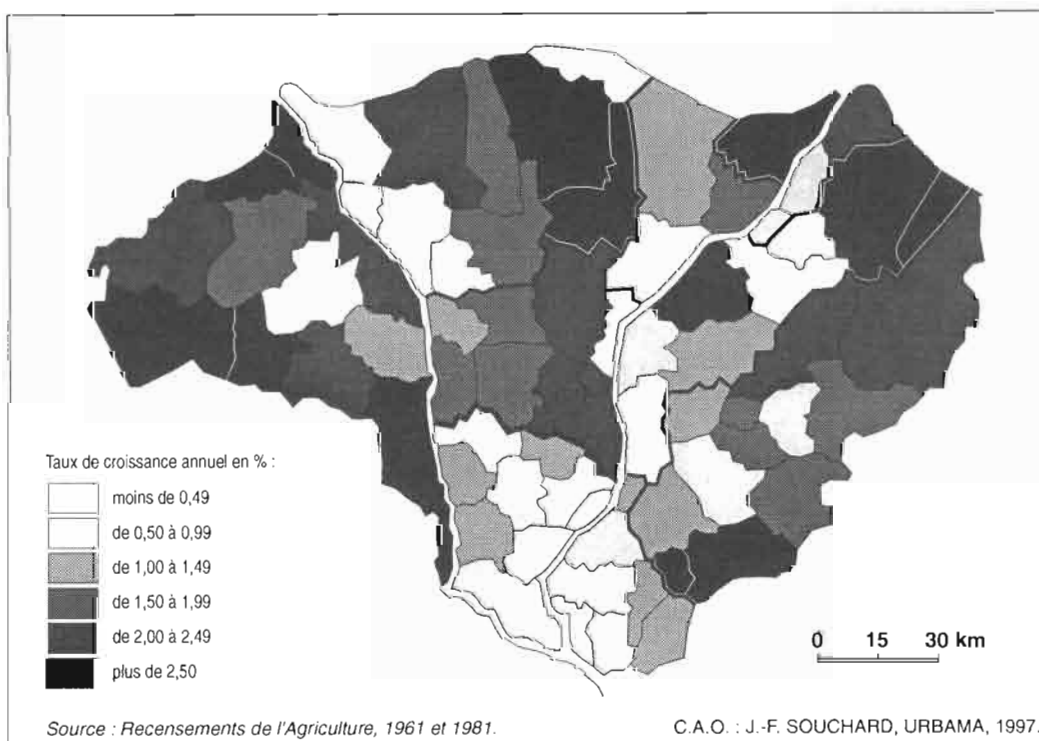 Taux de croissance annuel en % :
moins de 0,49
de 0,50 à 0,99
de 1,00 à 1,49
de 1,50 à 1,99
de 2,00 à 2,49
plus de 2,50
0 15 30 km
Source : Recensements de l'Agriculture, 1961 et 1981.
C.A.O. : J.-F. SOUCHARD, URBAMA, 1997.